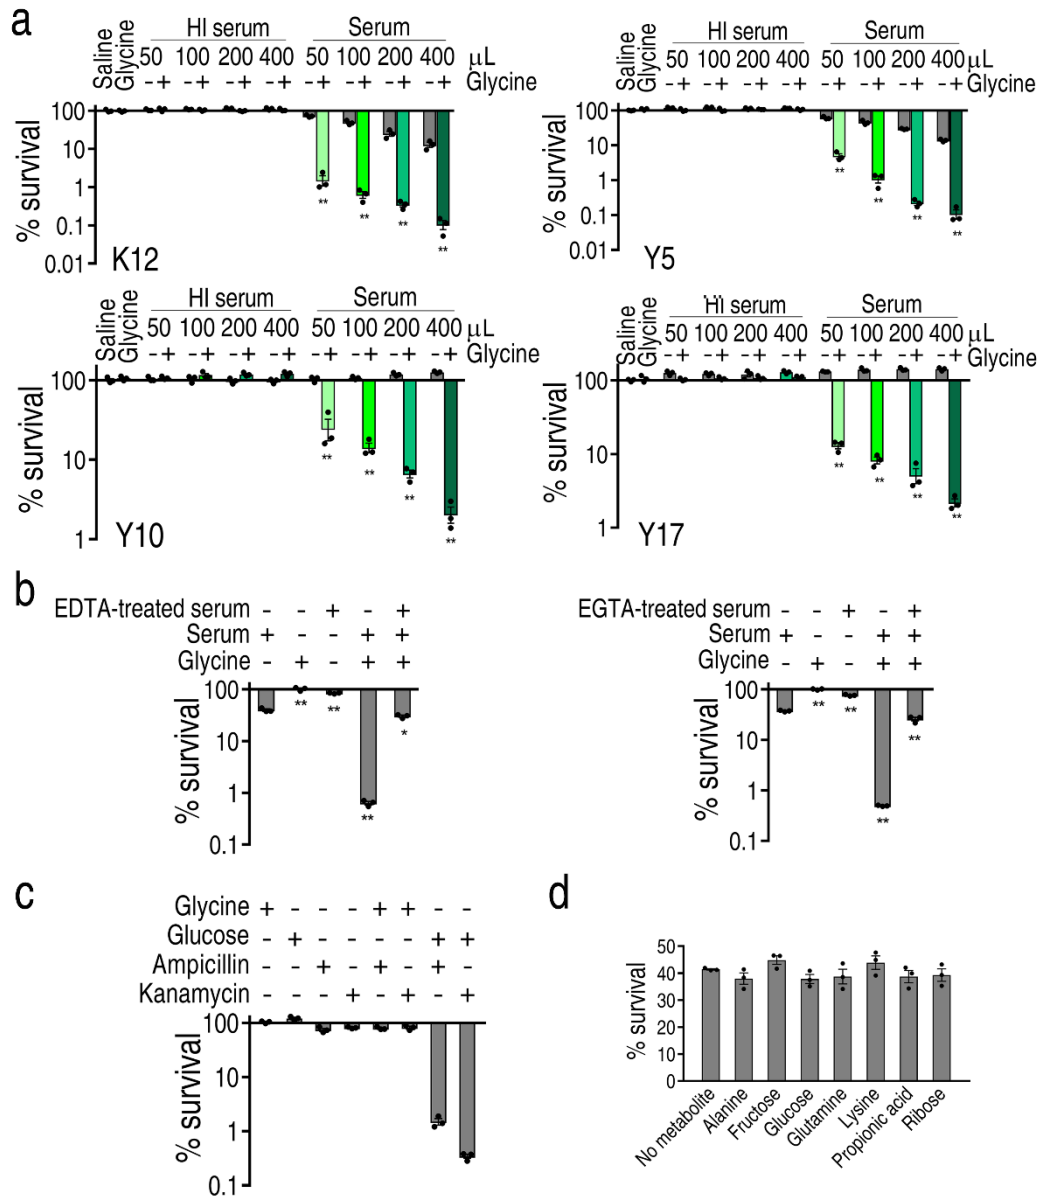 a
HI serum Serum
Saline Glycine 50 100 200 400 50 100 200 400 μL
- + - + - + - + - + - + - + - + Glycine
% survival
100
10
1
0.1
0.01
** ** ** **
K12
HI serum Serum
Saline Glycine 50 100 200 400 50 100 200 400 μL
- + - + - + - + - + - + - + - + Glycine
% survival
100
10
1
0.1
0.01
** ** ** **
Y5
HI serum Serum
Saline Glycine 50 100 200 400 50 100 200 400 μL
- + - + - + - + - + - + - + - + Glycine
% survival
100
10
1
** ** ** **
Y10
HI serum Serum
Saline Glycine 50 100 200 400 50 100 200 400 μL
- + - + - + - + - + - + - + - + Glycine
% survival
100
10
1
** ** ** **
Y17
b
EDTA-treated serum - - + - +
Serum + - - + +
Glycine - + - + +
% survival
100
10
1
0.1
** ** ** *
EGTA-treated serum - - + - +
Serum + - - + +
Glycine - + - + +
% survival
100
10
1
0.1
** ** ** **
c
Glycine + - - - + + - -
Glucose - + - - - - + +
Ampicillin - - + - + - + -
Kanamycin - - - + - + - +
% survival
100
10
1
0.1
d
% survival
50
40
30
20
10
0
No metabolite
Alanine
Fructose
Glucose
Glutamine
Lysine
Propionic acid
Ribose